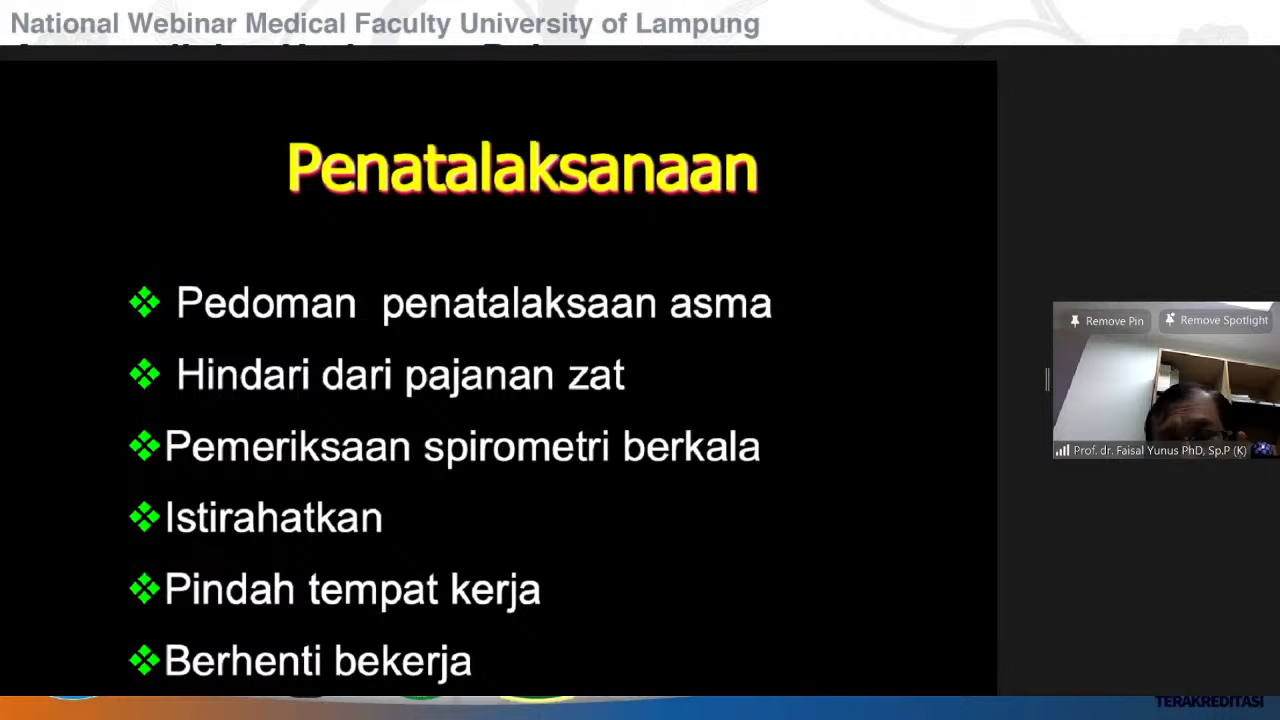 National Webinar Medical Faculty University of Lampung
Penatalaksanaan
Pedoman penatalaksaan asma
Hindari dari pajanan zat
Pemeriksaan spirometri berkala
Istirahatkan
Pindah tempat kerja
Berhenti bekerja
Remove Pin
Remove Spotlight
Prof. dr. Faisal Yunus PhD, Sp.P (K)
TERAKREDITASI